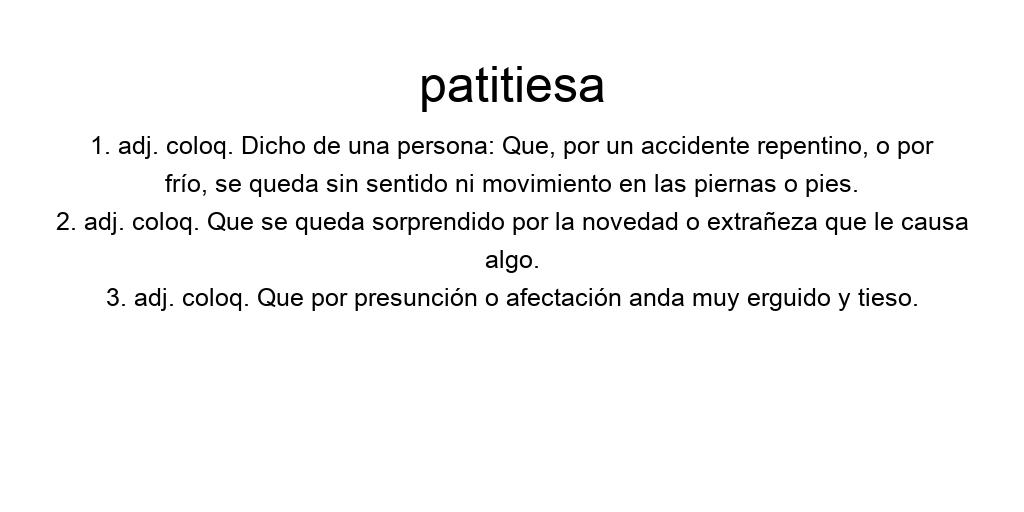 patitiesa
1. adj. coloq. Dicho de una persona: Que, por un accidente repentino, o por
frío, se queda sin sentido ni movimiento en las piernas o pies.
2. adj. coloq. Que se queda sorprendido por la novedad o extrañeza que le causa
algo.
3. adj. coloq. Que por presunción o afectación anda muy erguido y tieso.